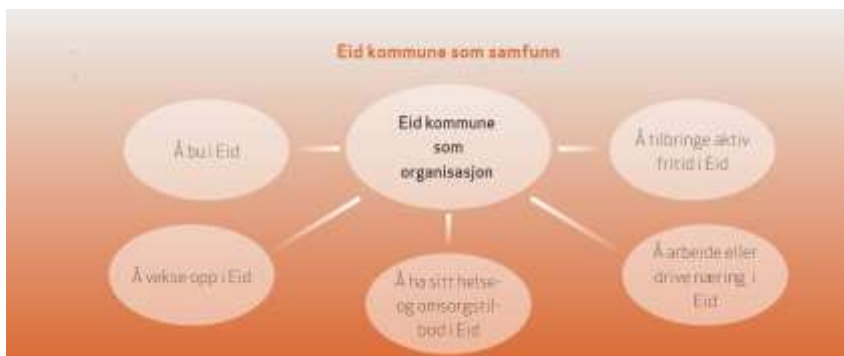 Eid kommune som samfunn
Eid kommune
som
organisasjon
Å bu i Eid
Å tilbringe aktiv
fritid i Eid
Å vekse opp i Eid
Å ha sitt helse-
og omsorgstil-
bod i Eid
Å arbeide eller
drive næring i
Eid